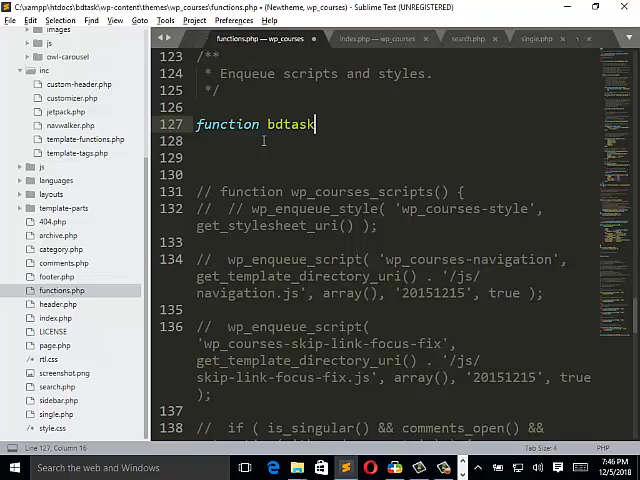 C:\xampp\htdocs\bdtask\wp-content\themes\wp_courses\functions.php • (Newtheme, wp_courses) - Sublime Text (UNREGISTERED)
File Edit Selection Find View Goto Tools Project Preferences Help
functions.php — wp_courses index.php — wp_courses search.php single.php
images
js
owl-carousel
inc
custom-header.php
customizer.php
jetpack.php
navwalker.php
template-functions.php
template-tags.php
js
languages
layouts
template-parts
404.php
archive.php
category.php
comments.php
footer.php
functions.php
header.php
index.php
LICENSE
page.php
rtl.css
screenshot.png
search.php
sidebar.php
single.php
style.css
123 /**
124 * Enqueue scripts and styles.
125 */
126
127 function bdtask
128
129
130
131 // function wp_courses_scripts() {
132 // // wp_enqueue_style( 'wp_courses-style',
get_stylesheet_uri() );
133
134 // wp_enqueue_script( 'wp_courses-navigation',
get_template_directory_uri() . '/js/
navigation.js', array(), '20151215', true );
135
136 // wp_enqueue_script(
'wp_courses-skip-link-focus-fix',
get_template_directory_uri() . '/js/
skip-link-focus-fix.js', array(), '20151215', true
);
137
138 // if ( is_singular() && comments_open() &&
Line 127, Column 16 Tab Size: 4 PHP
Type here to search
7:46 PM
12/5/2018